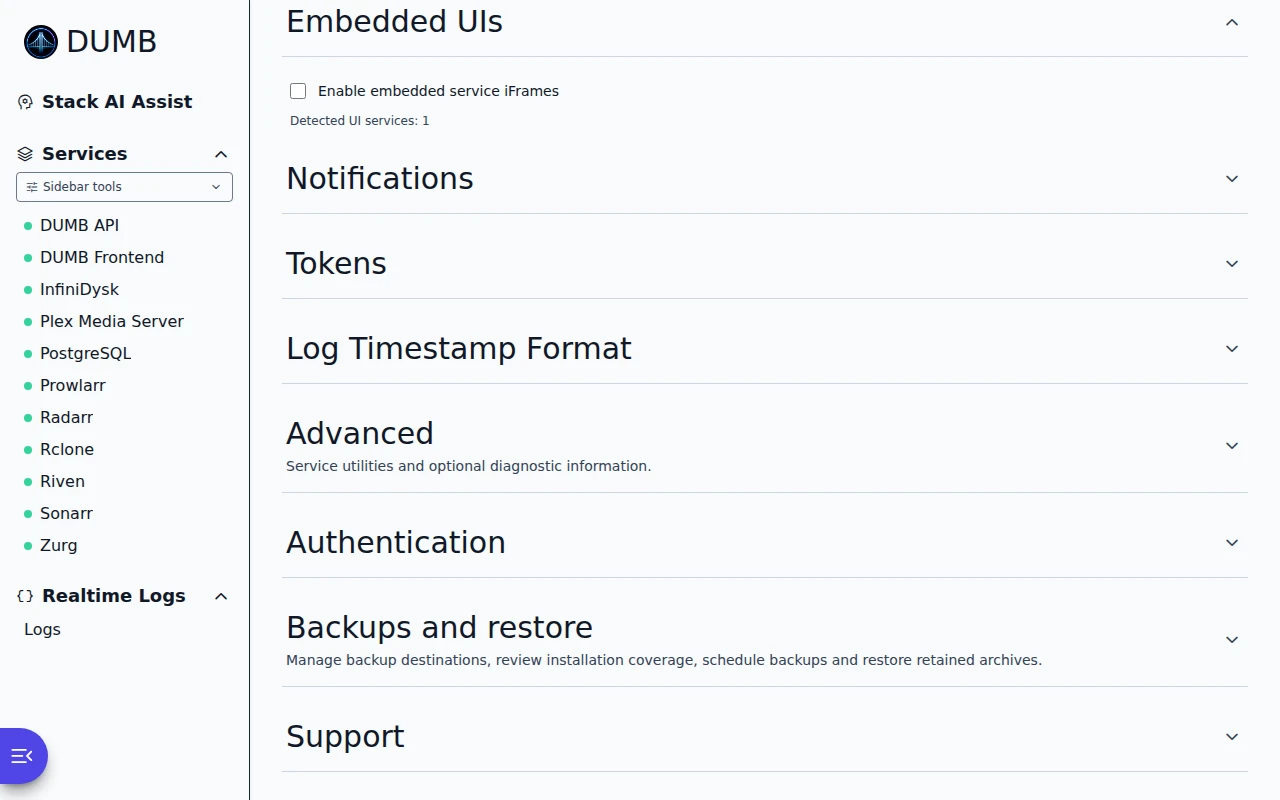 DUMB
Stack AI Assist
Services
Sidebar tools
DUMB API
DUMB Frontend
InfiniDysk
Plex Media Server
PostgreSQL
Prowlarr
Radarr
Rclone
Riven
Sonarr
Zurg
Realtime Logs
Logs
Embedded UIs
Enable embedded service iFrames
Detected UI services: 1
Notifications
Tokens
Log Timestamp Format
Advanced
Service utilities and optional diagnostic information.
Authentication
Backups and restore
Manage backup destinations, review installation coverage, schedule backups and restore retained archives.
Support